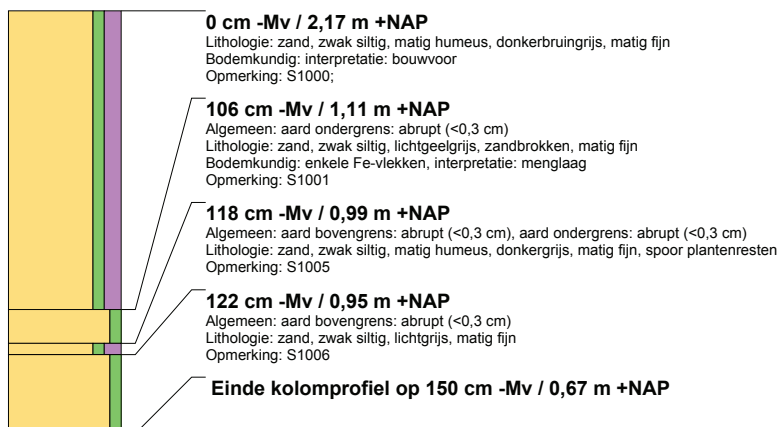 0 cm -Mv / 2,17 m +NAP
Lithologie: zand, zwak siltig, matig humeus, donkerbruingrijs, matig fijn
Bodemkundig: interpretatie: bouwvoor
Opmerking: S1000;
106 cm -Mv / 1,11 m +NAP
Algemeen: aard ondergrens: abrupt (<0,3 cm)
Lithologie: zand, zwak siltig, lichtgeelgrijs, zandbrokken, matig fijn
Bodemkundig: enkele Fe-vlekken, interpretatie: menglaag
Opmerking: S1001
118 cm -Mv / 0,99 m +NAP
Algemeen: aard bovengrens: abrupt (<0,3 cm), aard ondergrens: abrupt (<0,3 cm)
Lithologie: zand, zwak siltig, matig humeus, donkergrijs, matig fijn, spoor plantenresten
Opmerking: S1005
122 cm -Mv / 0,95 m +NAP
Algemeen: aard bovengrens: abrupt (<0,3 cm)
Lithologie: zand, zwak siltig, lichtgrijs, matig fijn
Opmerking: S1006
Einde kolomprofiel op 150 cm -Mv / 0,67 m +NAP